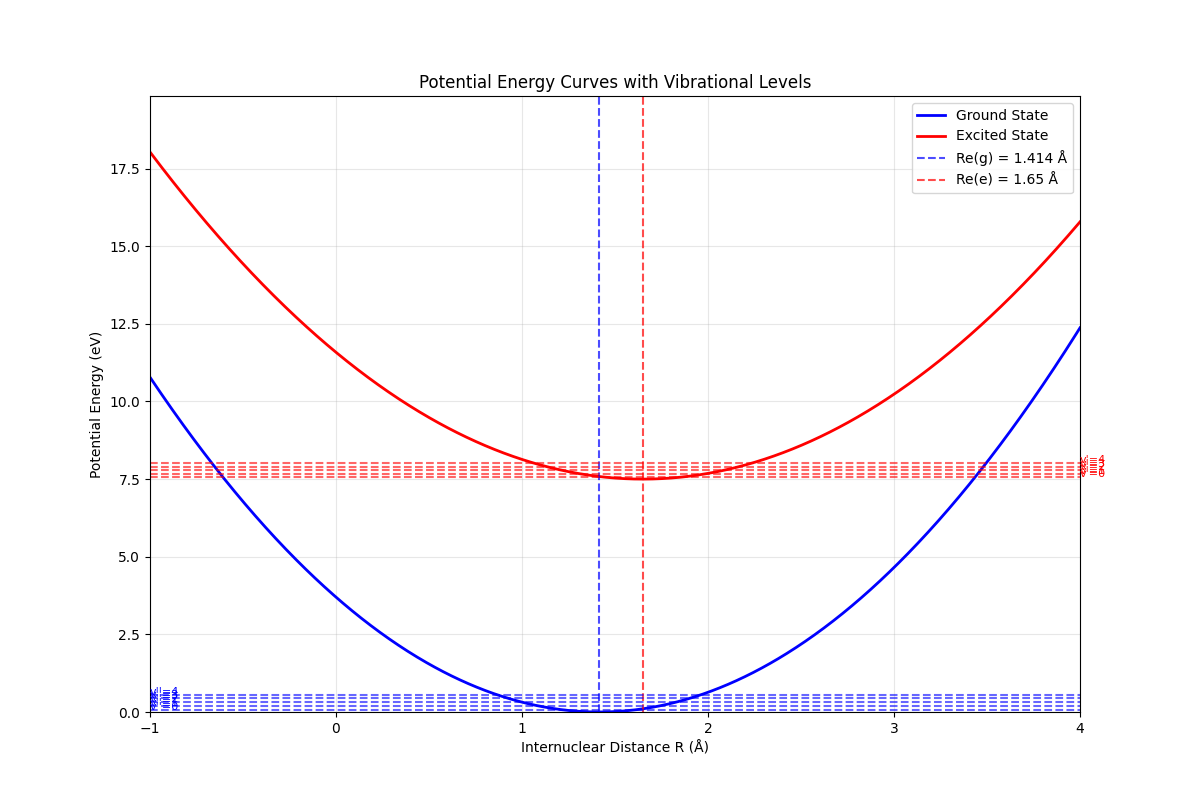 Potential Energy Curves with Vibrational Levels
Ground State
Excited State
Re(g) = 1.414 Å
Re(e) = 1.65 Å
Potential Energy (eV)
17.5
15.0
12.5
10.0
7.5
5.0
2.5
0.0
−1
0
1
2
3
4
Internuclear Distance R (Å)